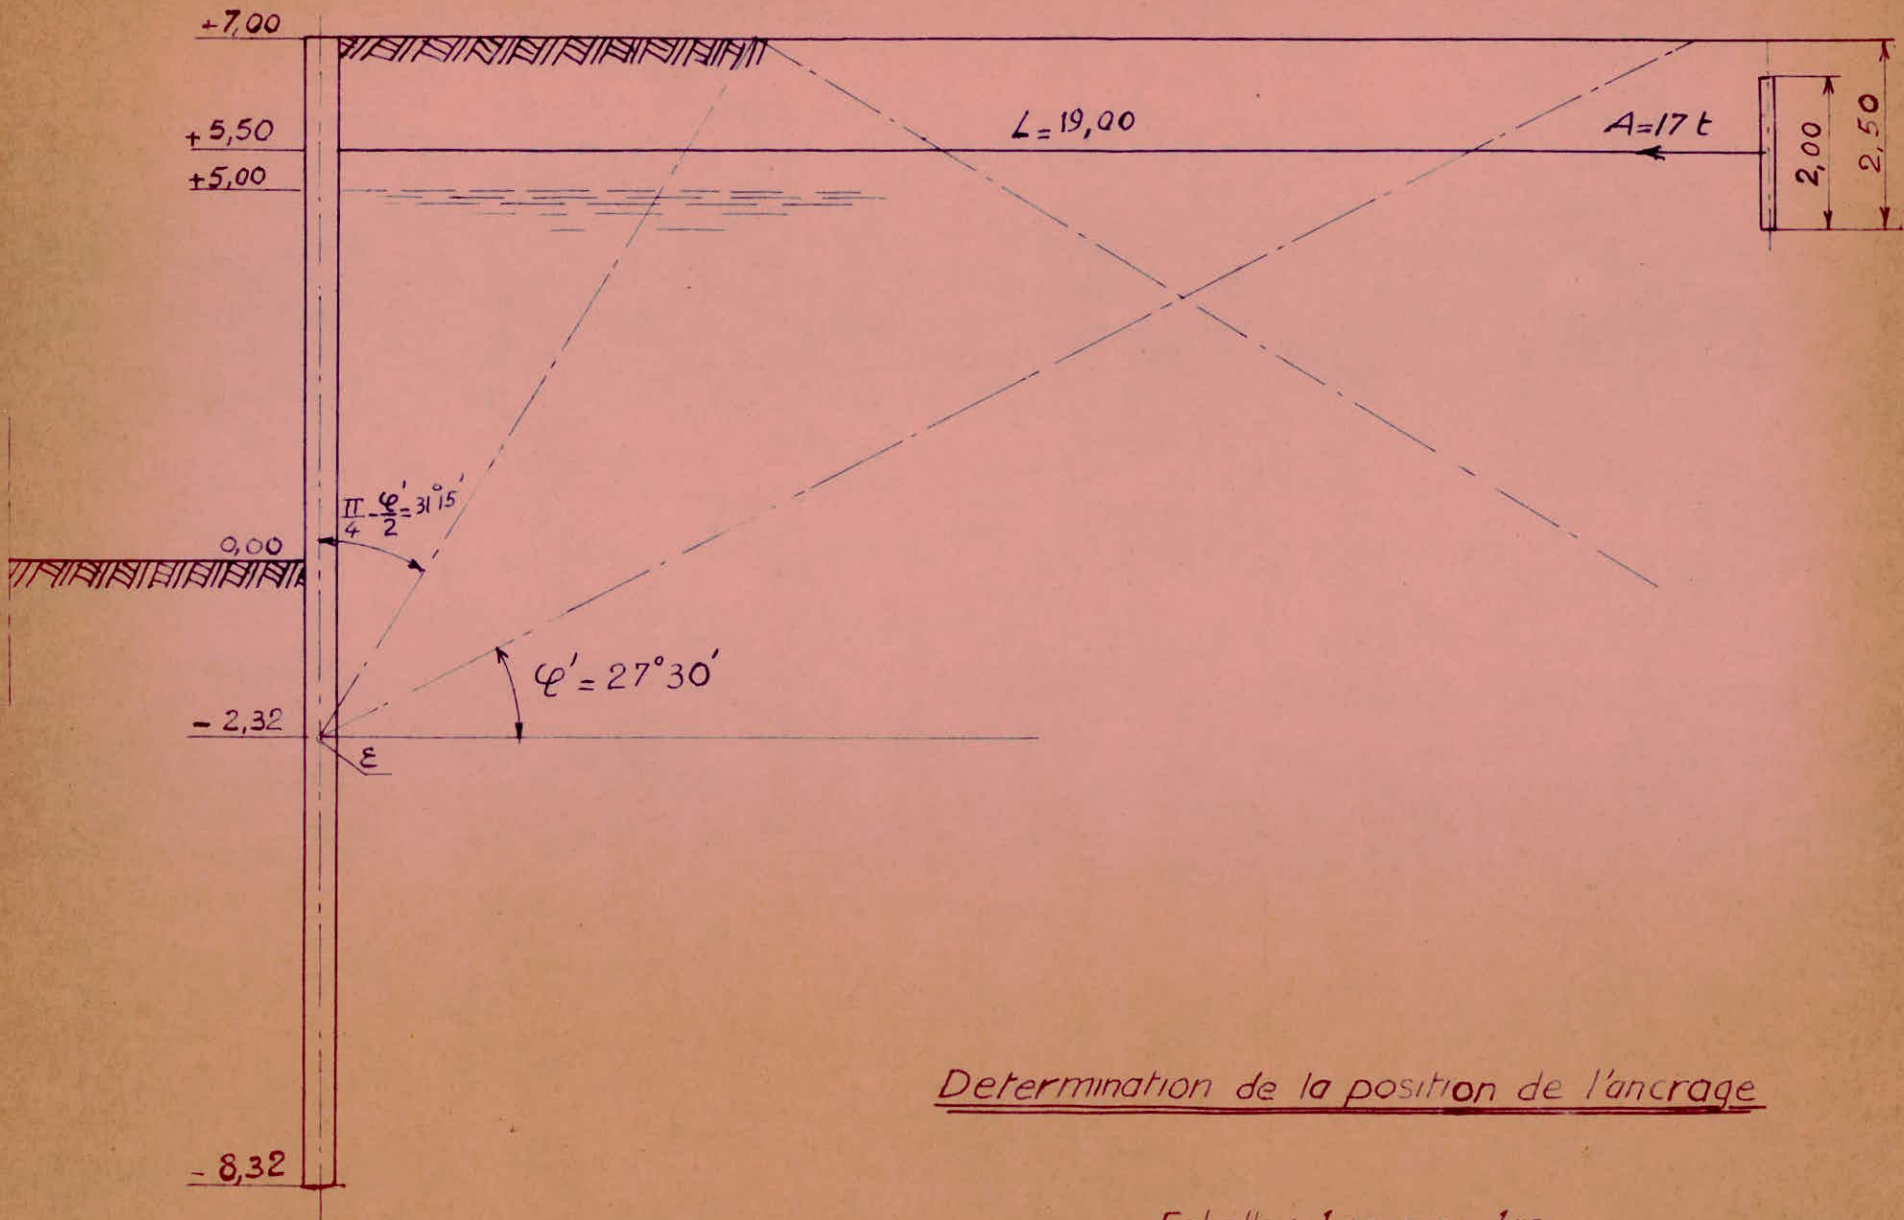 +7,00
+5,50
+5,00
L=19,00
A=17 t
2,00
2,50
π/4-φ'/2=31°15'
0,00
φ'=27°30'
- 2,32
ε
Determination de la position de l'ancrage
- 8,32